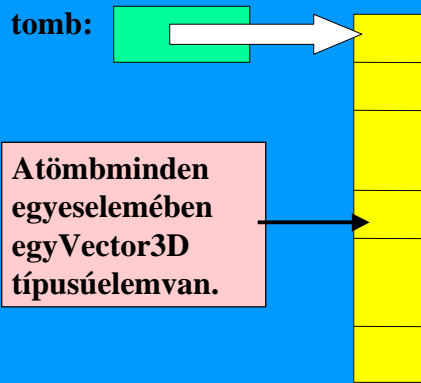 tomb:
Atömbminden
egyeselemében
egyVector3D
típusúelemvan.